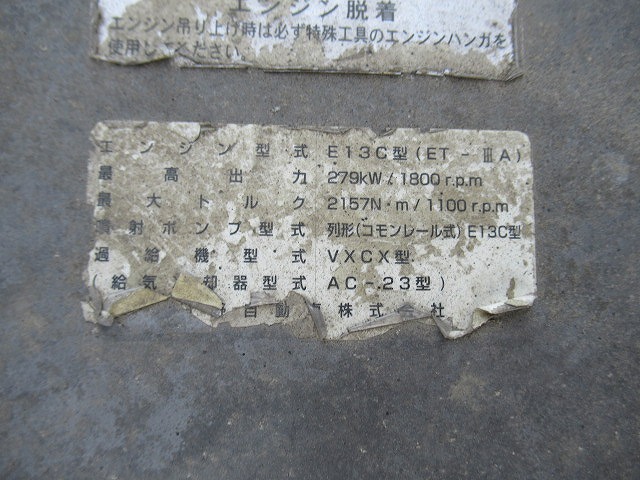 エンジン脱着
エンジン吊り上げ時は必ず特殊工具のエンジンハンガを
使用してください。
エンジン型式 E13C型(ET-ⅢA)
最高出力 279kW/1800r.p.m
最大トルク 2157N・m/1100r.p.m
射ポンプ型式 列形(コモンレール式)E13C型
過給機型式 VXCX型
(給気却器型式 AC-.23型)
自動車株式会社